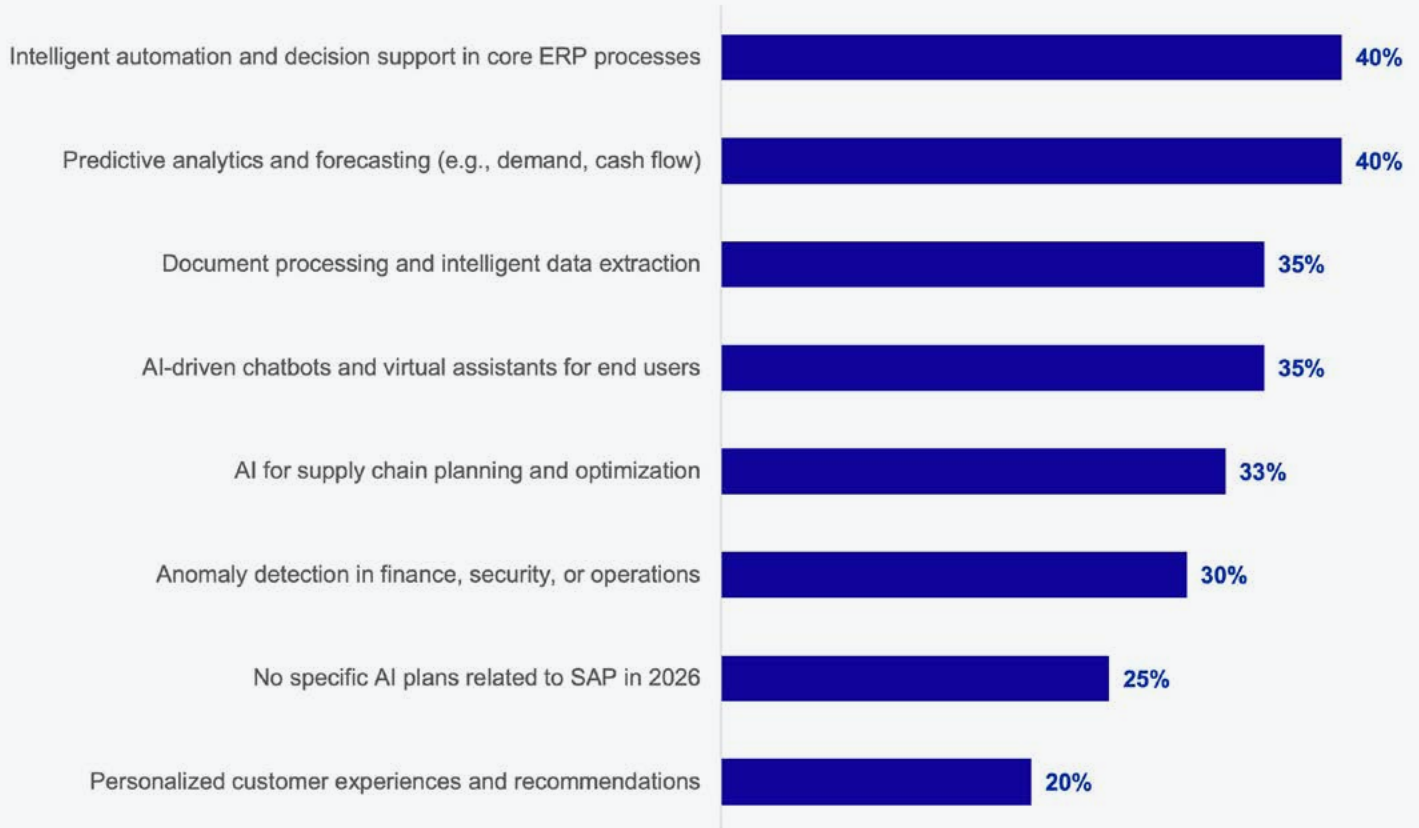 Intelligent automation and decision support in core ERP processes 40%
Predictive analytics and forecasting (e.g., demand, cash flow) 40%
Document processing and intelligent data extraction 35%
AI-driven chatbots and virtual assistants for end users 35%
AI for supply chain planning and optimization 33%
Anomaly detection in finance, security, or operations 30%
No specific AI plans related to SAP in 2026 25%
Personalized customer experiences and recommendations 20%